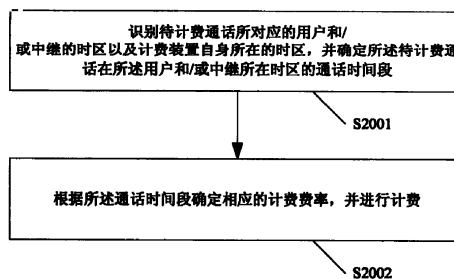 识别待计费通话所对应的用户和/
或中继的时区以及计费装置自身所在的时区，并确定所述待计费通
话在所述用户和/或中继所在时区的通话时间段
S2001
根据所述通话时间段确定相应的计费费率，并进行计费
S2002